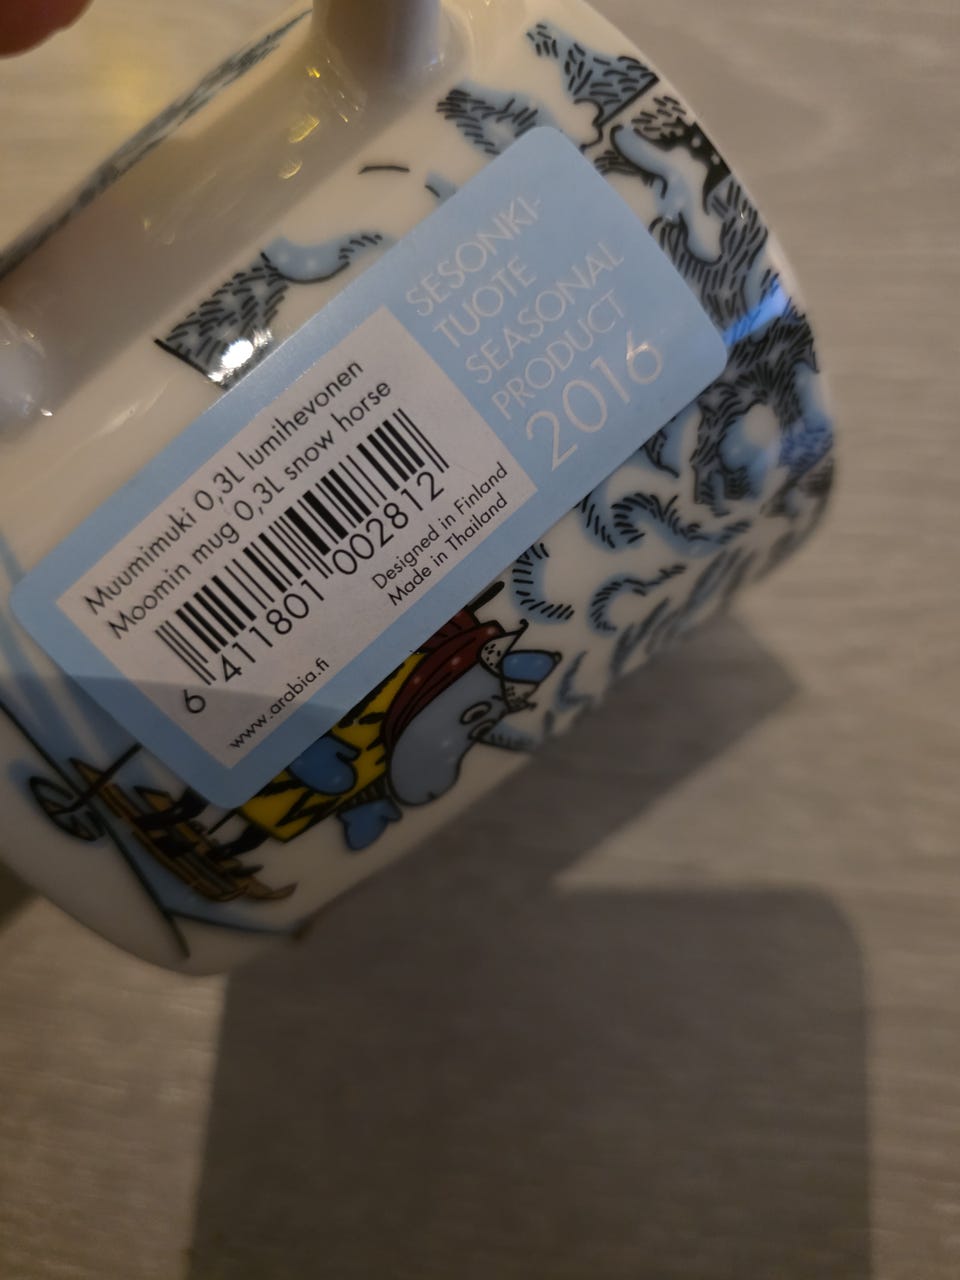 SESONKI-
TUOTE
SEASONAL
PRODUCT
2016
Muumimuki 0,3L lumihevonen
Moomin mug 0,3L snow horse
6 411801 002812
Designed in Finland
Made in Thailand
www.arabia.fi